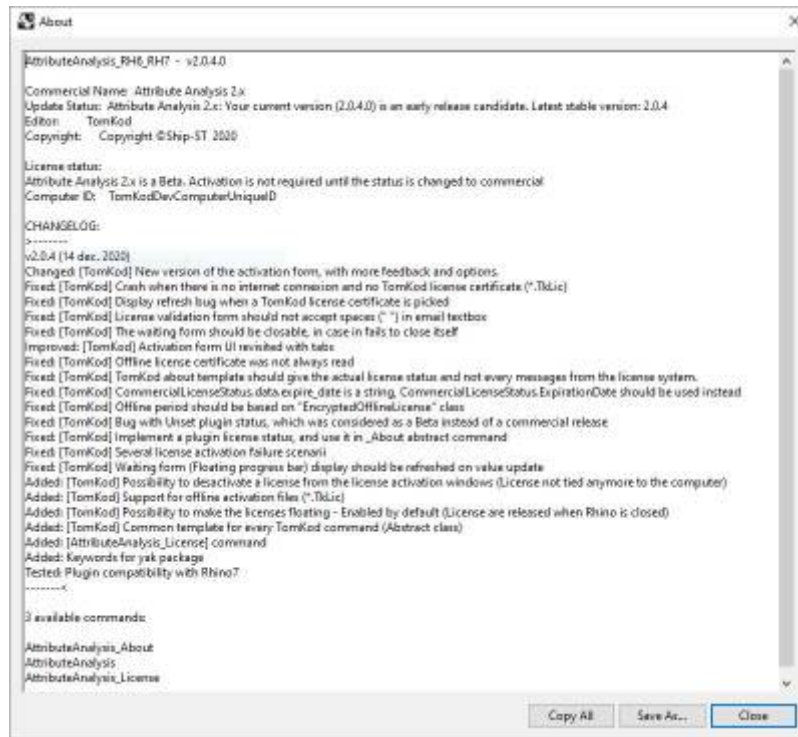 About
AttributeAnalysis_RH6_RH7 - v2.0.4.0
Commercial Name: Attribute Analysis 2.x
Update Status: Attribute Analysis 2.x: Your current version (2.0.4.0) is an early release candidate. Latest stable version: 2.0.4
Editor: TomKod
Copyright: Copyright ©Ship-ST 2020
License status:
Attribute Analysis 2.x is a Beta. Activation is not required until the status is changed to commercial
Computer ID: TomKodDevComputerUniqueID
CHANGELOG:
>-------
v2.0.4 (14 dec. 2020)
Changed: [TomKod] New version of the activation form, with more feedback and options.
Fixed: [TomKod] Crash when there is no internet connexion and no TomKod license certificate (*.TkLic)
Fixed: [TomKod] Display refresh bug when a TomKod license certificate is picked
Fixed: [TomKod] License validation form should not accept spaces (" ") in email textbox
Fixed: [TomKod] The waiting form should be closable, in case in fails to close itself
Improved: [TomKod] Activation form UI revisited with tabs
Fixed: [TomKod] Offline license certificate was not always read
Fixed: [TomKod] TomKod about template should give the actual license status and not every messages from the license system.
Fixed: [TomKod] CommercialLicenseStatus.data.expire_date is a string, CommercialLicenseStatus.ExpirationDate should be used instead
Fixed: [TomKod] Offline period should be based on "EncryptedOfflineLicense" class
Fixed: [TomKod] Bug with Unset plugin status, which was considered as a Beta instead of a commercial release
Fixed: [TomKod] Implement a plugin license status, and use it in _About abstract command
Fixed: [TomKod] Several license activation failure scenarii
Fixed: [TomKod] Waiting form (Floating progress bar) display should be refreshed on value update
Added: [TomKod] Possibility to desactivate a license from the license activation windows (License not tied anymore to the computer)
Added: [TomKod] Support for offline activation files (*.TkLic)
Added: [TomKod] Possibility to make the licenses floating - Enabled by default (License are released when Rhino is closed)
Added: [TomKod] Common template for every TomKod command (Abstract class)
Added: [AttributeAnalysis_License] command
Added: Keywords for yak package
Tested: Plugin compatibility with Rhino7
-------<
3 available commands:
AttributeAnalysis_About
AttributeAnalysis
AttributeAnalysis_License
Copy All Save As... Close